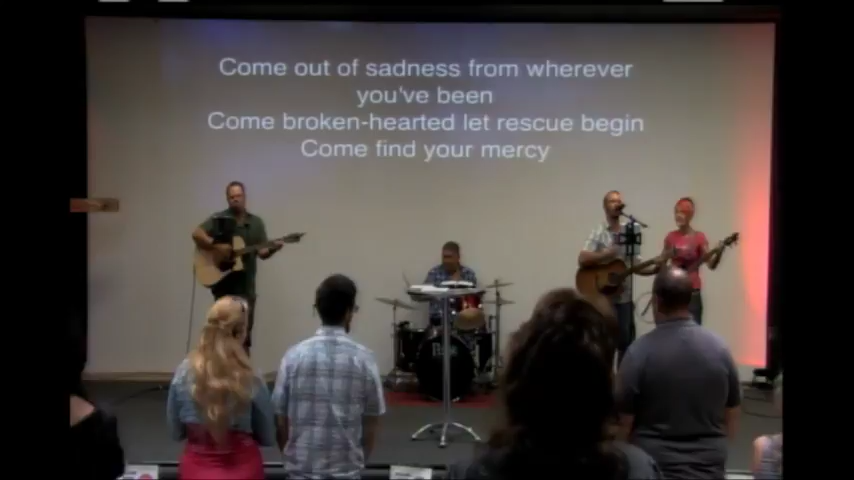 Come out of sadness from wherever
you've been
Come broken-hearted let rescue begin
Come find your mercy